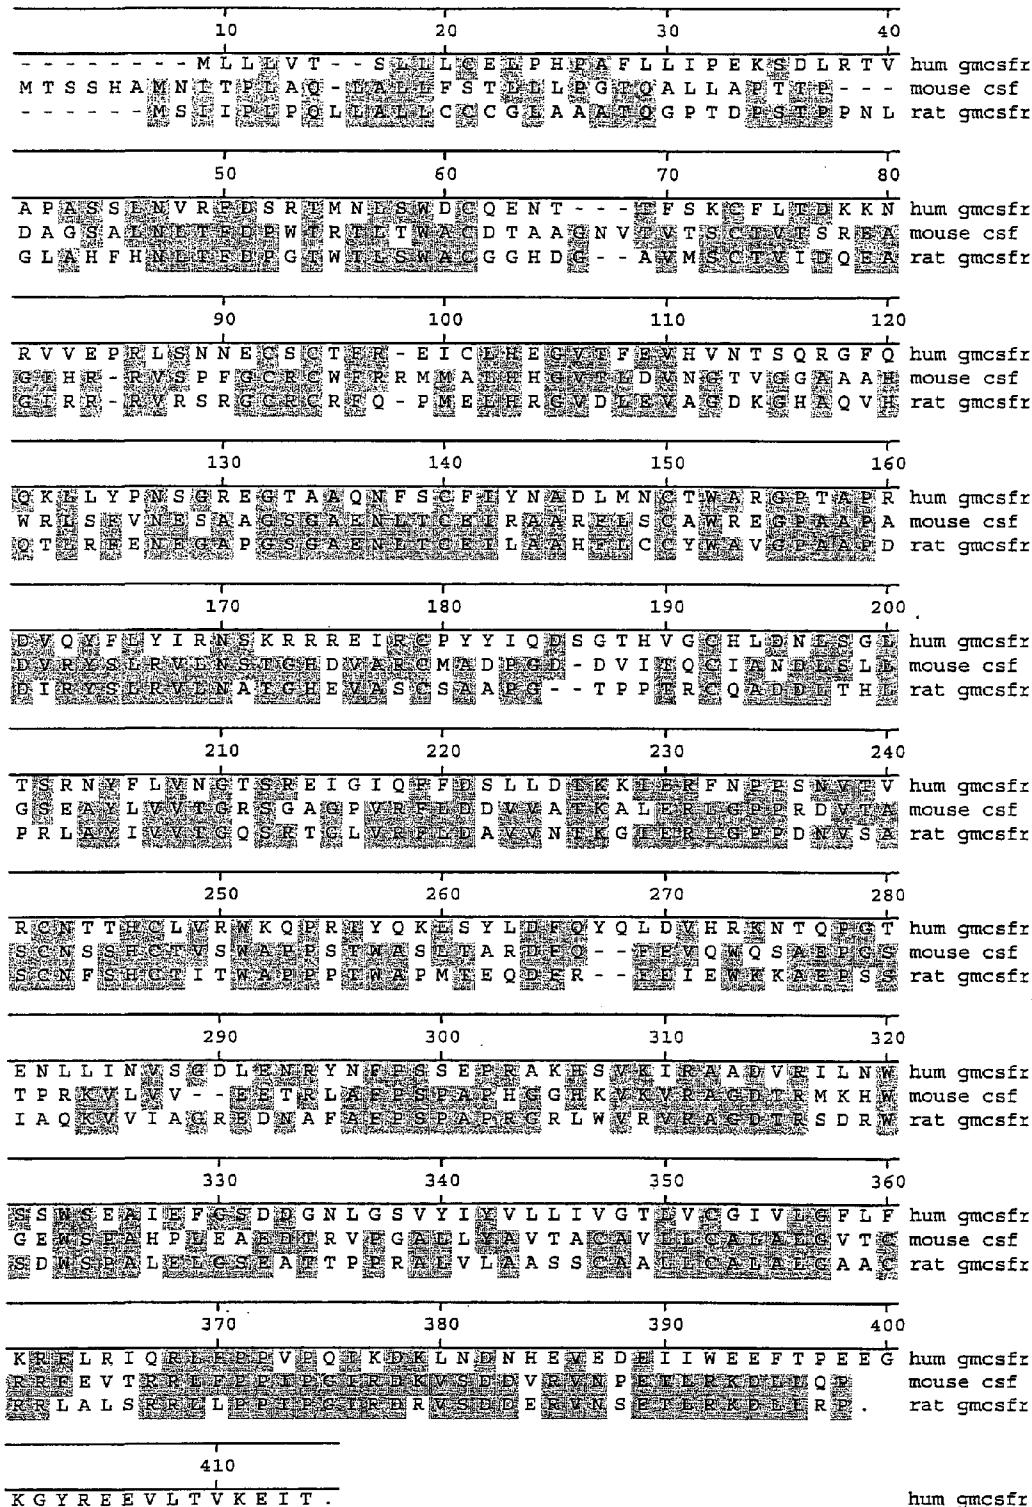 10 20 30 40
- - - - - - - - M L L L V T - - S L L L C E L P H P A F L L I P E K S D L R T V hum gmcsfr
M T S S H A M N I T P L A Q - L A L L F S T L L L P G T Q A L L A P T T P - - - mouse csf
- - - - - - M S I I P L P Q L L A L L C C C G L A A A T Q G P T D P S T P P N L rat gmcsfr
50 60 70 80
A P A S S L N V R F D S R T M N L S W D C Q E N T - - - T F S K C F L T D K K N hum gmcsfr
D A G S A L N L T F D P W T R T L T W A C D T A A G N V T V T S C T V T S R E A mouse csf
G L A H F H N L T F D P G T W T L S W A C G G H D G - - A V M S C T V I D Q E A rat gmcsfr
90 100 110 120
R V V E P R L S N N E C S C T F R - E I C L H E G V T F E V H V N T S Q R G F Q hum gmcsfr
G I H R - R V S P F G C R C W F R R M M A L H H G V T L D V N G T V G G A A A H mouse csf
G I R R - R V R S R G C R C R F Q - P M E L H R G V D L E V A G D K G H A Q V H rat gmcsfr
130 140 150 160
Q K L L Y P N S G R E G T A A Q N F S C F I Y N A D L M N C T W A R G P T A P R hum gmcsfr
W R L S F V N E S A A G S G A E N L T C E I R A A R F L S C A W R E G P A A P A mouse csf
Q T L R F E N E G A P G S G A E N L T C E I L A A H F L C C Y W A V G P A A P D rat gmcsfr
170 180 190 200
D V Q Y F L Y I R N S K R R R E I R C P Y Y I Q D S G T H V G C H L D N L S G L hum gmcsfr
D V R Y S L R V L N S T G H D V A R C M A D P G D - D V I T Q C I A N D L S L L mouse csf
D I R Y S L R V L N A T G H E V A S C S A A P G - - T P P T R C Q A D D L T H L rat gmcsfr
210 220 230 240
T S R N Y F L V N G T S R E I G I Q F F D S L L D T K K I E R F N P P S N V T V hum gmcsfr
G S E A Y L V V T G R S G A G P V R F L D D V V A T K A L E R L G P P R D V T A mouse csf
P R L A Y I V V T G Q S R T G L V R F L D A V V N T K G I E R L G P P D N V S A rat gmcsfr
250 260 270 280
R C N T T H C L V R W K Q P R T Y Q K L S Y L D F Q Y Q L D V H R K N T Q P G T hum gmcsfr
S C N S S H C T V S W A P P S T W A S L T A R D F Q - - F E V Q W Q S A E P G S mouse csf
S C N F S H C T I T W A P P P T W A P M T E Q D F R - - F E I E W K K A E P S S rat gmcsfr
290 300 310 320
E N L L I N V S G D L E N R Y N F P S S E P R A K H S V K I R A A D V R I L N W hum gmcsfr
T P R K V L V V - - E E T R L A F P S P A P H G G H K V K V R A G D T R M K H W mouse csf
I A Q K V V I A G R E D N A F A F P S P A P R G R L W V R V R A G D T R S D R W rat gmcsfr
330 340 350 360
S S W S E A I E F G S D D G N L G S V Y I Y V L L I V G T L V C G I V L G F L F hum gmcsfr
G E W S P A H P L E A E D T R V P G A L L Y A V T A C A V L L C A L A L G V T C mouse csf
S D W S P A L E L G S E A T T P P R A L V L A A S S C A A L L C A L A L G A A C rat gmcsfr
370 380 390 400
K R F L R I Q R L F P P V P Q I K D K L N D N H E V E D E I I W E E F T P E E G hum gmcsfr
R R F E V T R R L F P P I P G I R D K V S D D V R V N P E T L R K D L L Q P mouse csf
R R L A L S R R L L P P I P G I R D R V S D D E R V N S E T L R K D L L R P . rat gmcsfr
410
K G Y R E E V L T V K E I T . hum gmcsfr